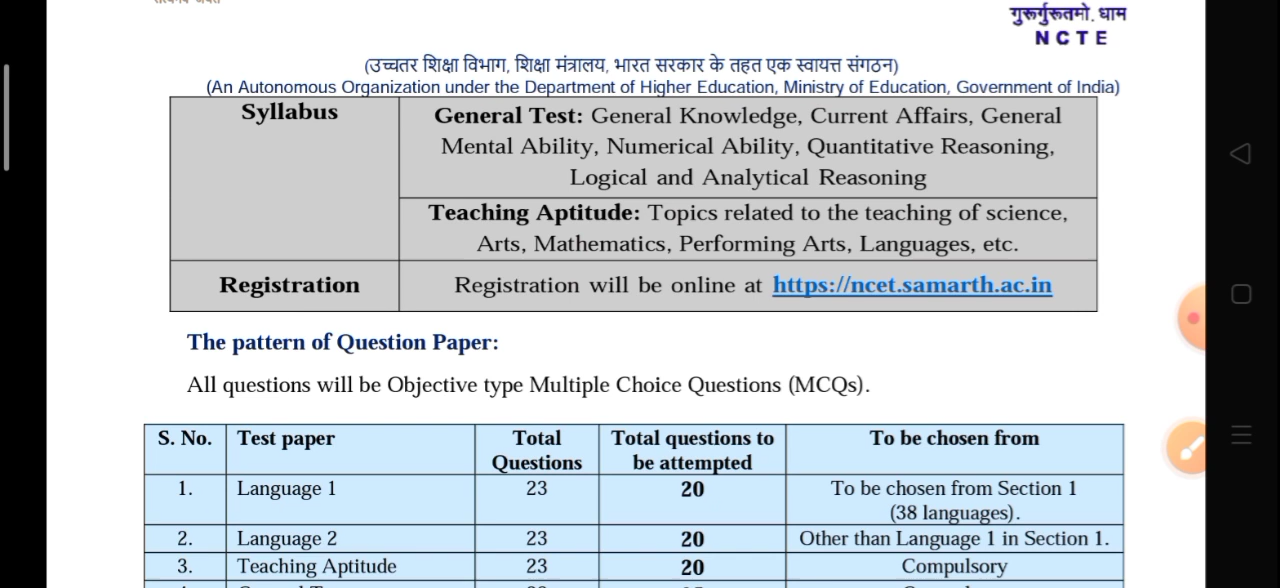 गुरूर्गुरूतमो. धाम
NCTE
(उच्चतर शिक्षा विभाग, शिक्षा मंत्रालय, भारत सरकार के तहत एक स्वायत्त संगठन)
(An Autonomous Organization under the Department of Higher Education, Ministry of Education, Government of India)
Syllabus
General Test: General Knowledge, Current Affairs, General
Mental Ability, Numerical Ability, Quantitative Reasoning,
Logical and Analytical Reasoning
Teaching Aptitude: Topics related to the teaching of science,
Arts, Mathematics, Performing Arts, Languages, etc.
Registration
Registration will be online at https://ncet.samarth.ac.in
The pattern of Question Paper:
All questions will be Objective type Multiple Choice Questions (MCQs).
S. No. Test paper Total Total questions to To be chosen from
Questions be attempted
1. Language 1 23 20 To be chosen from Section 1
(38 languages).
2. Language 2 23 20 Other than Language 1 in Section 1.
3. Teaching Aptitude 23 20 Compulsory